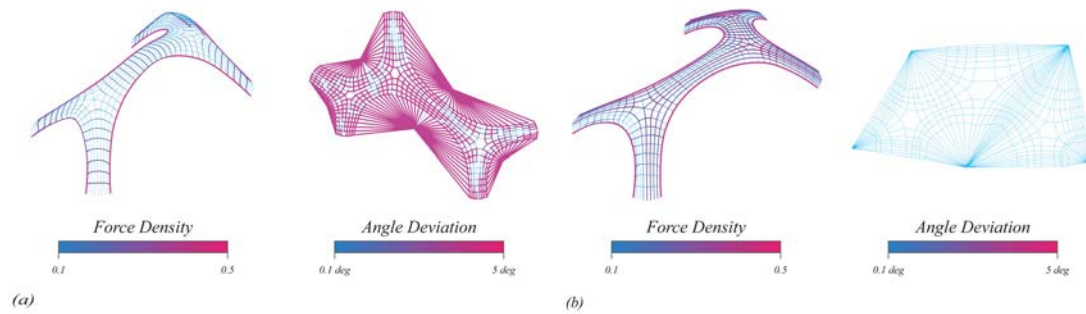 Force Density
0.1 0.5
Angle Deviation
0.1 deg 5 deg
Force Density
0.1 0.5
Angle Deviation
0.1 deg 5 deg
(a)
(b)